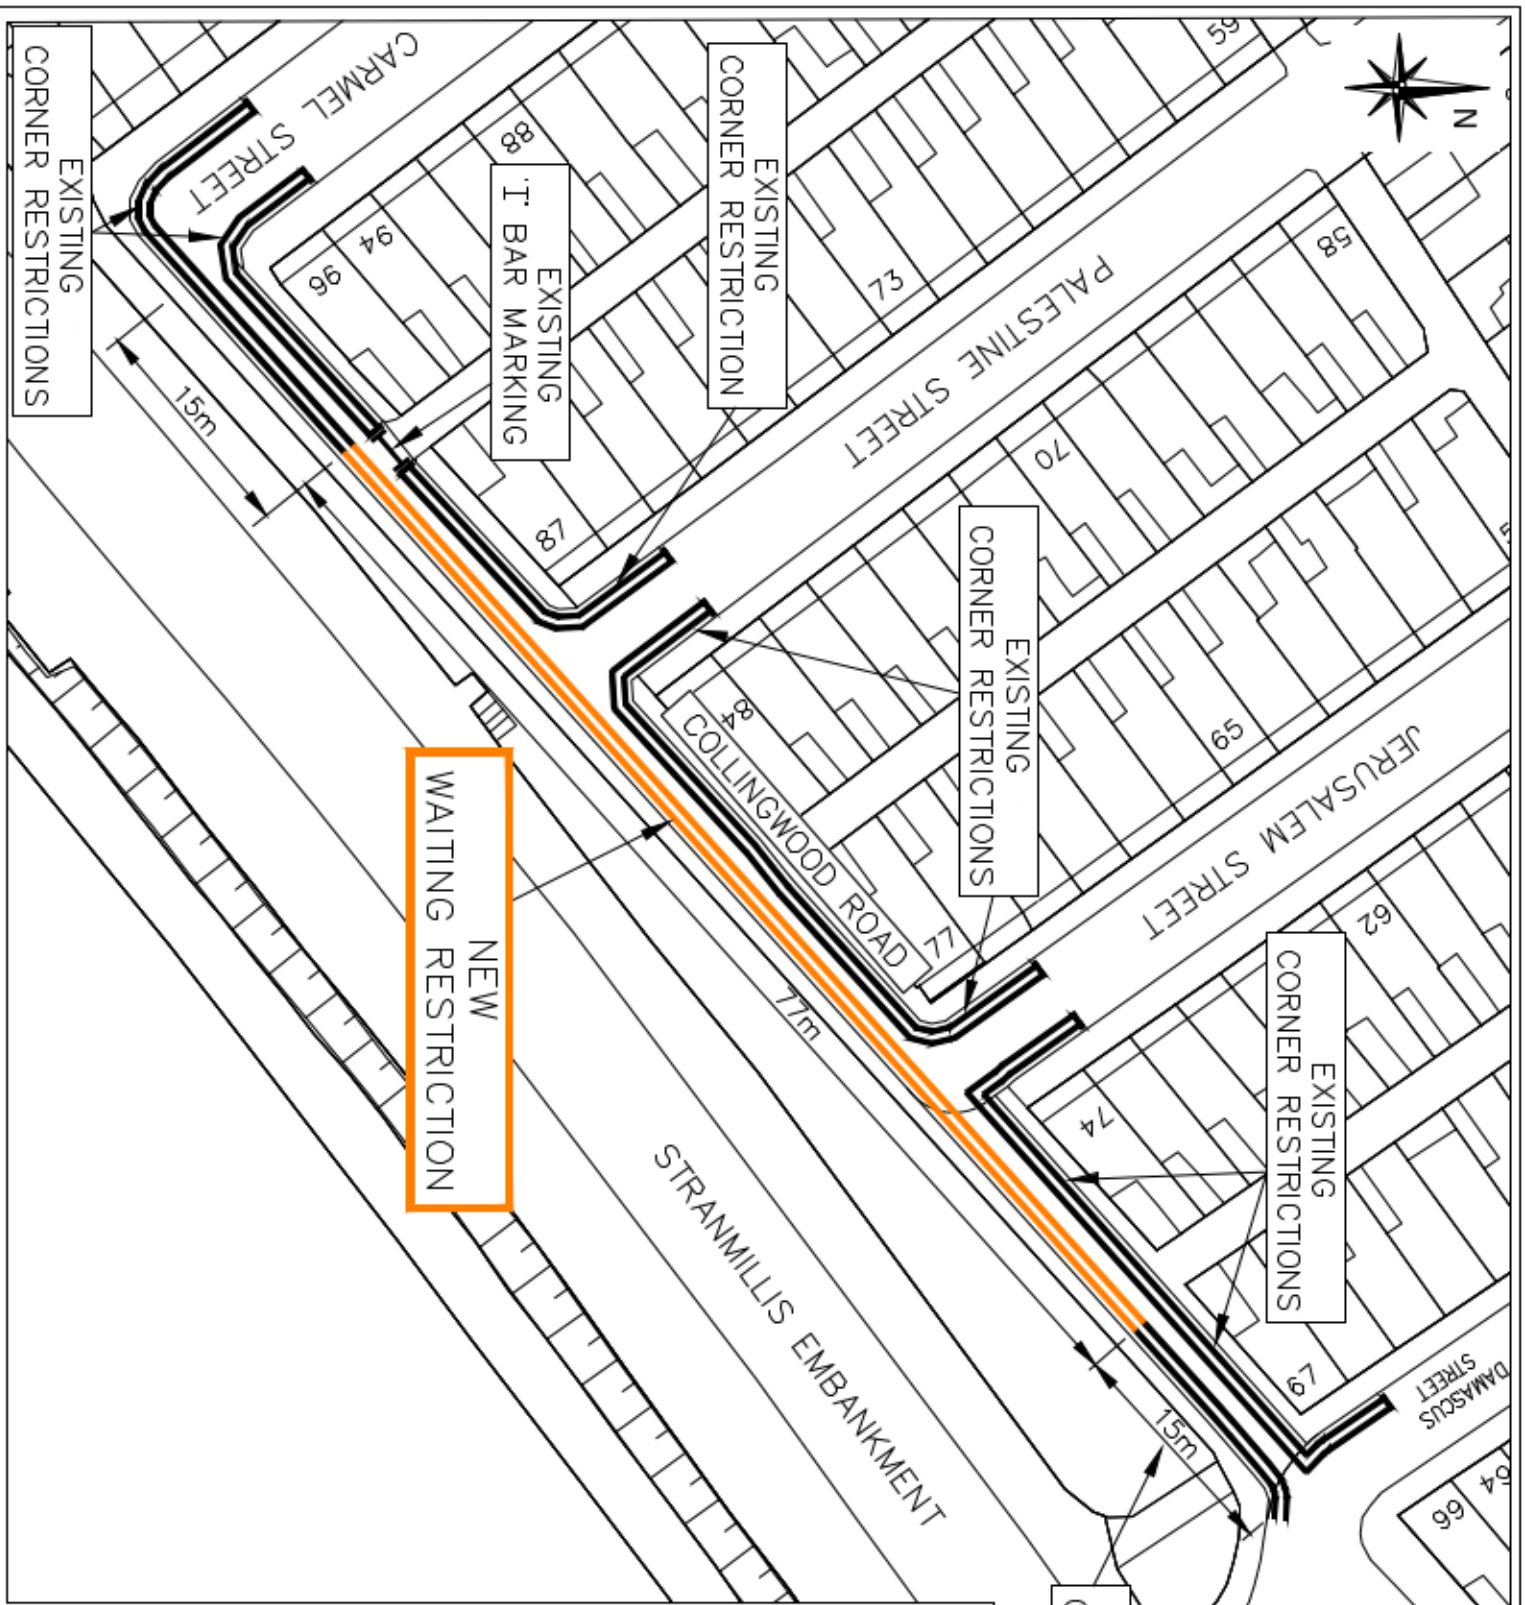 N
59
EXISTING
CORNER RESTRICTIONS
CARMEL STREET
88
94
96
EXISTING
'T' BAR MARKING
EXISTING
CORNER RESTRICTION
73
87
58
PALESTINE STREET
70
84
65
77
COLLINGWOOD ROAD
EXISTING
CORNER RESTRICTIONS
JERUSALEM STREET
62
74
67
EXISTING
CORNER RESTRICTIONS
DAMASCUS
STREET
64
66
15m
77m
15m
NEW
WAITING RESTRICTION
STRANMILLIS EMBANKMENT